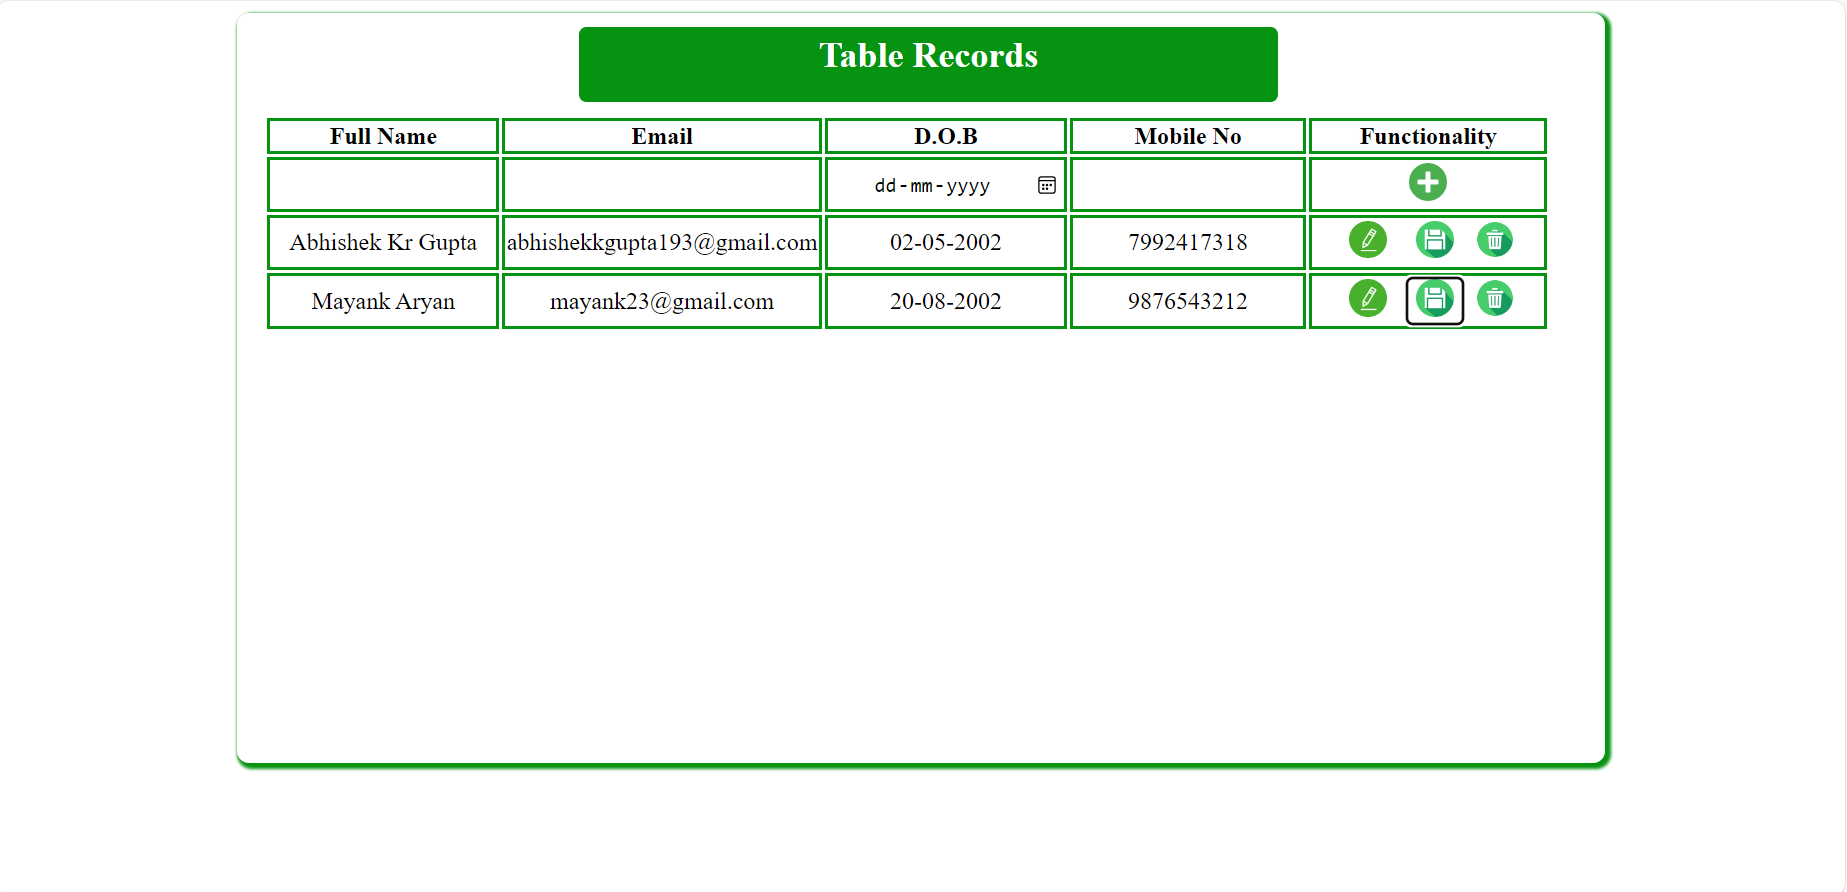 Table Records
Full Name Email D.O.B Mobile No Functionality
dd-mm-yyyy
Abhishek Kr Gupta abhishekkgupta193@gmail.com 02-05-2002 7992417318
Mayank Aryan mayank23@gmail.com 20-08-2002 9876543212